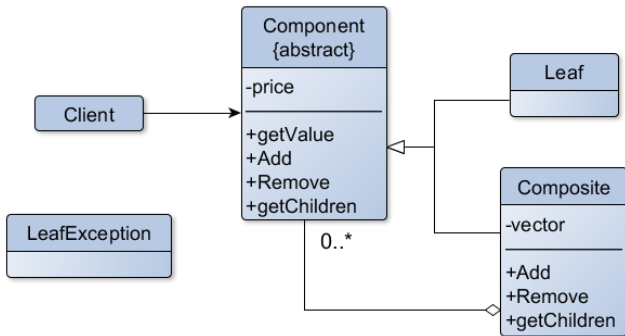 Component
{abstract}
-price
+getValue
+Add
+Remove
+getChildren
Client
Leaf
LeafException
0..*
Composite
-vector
+Add
+Remove
+getChildren